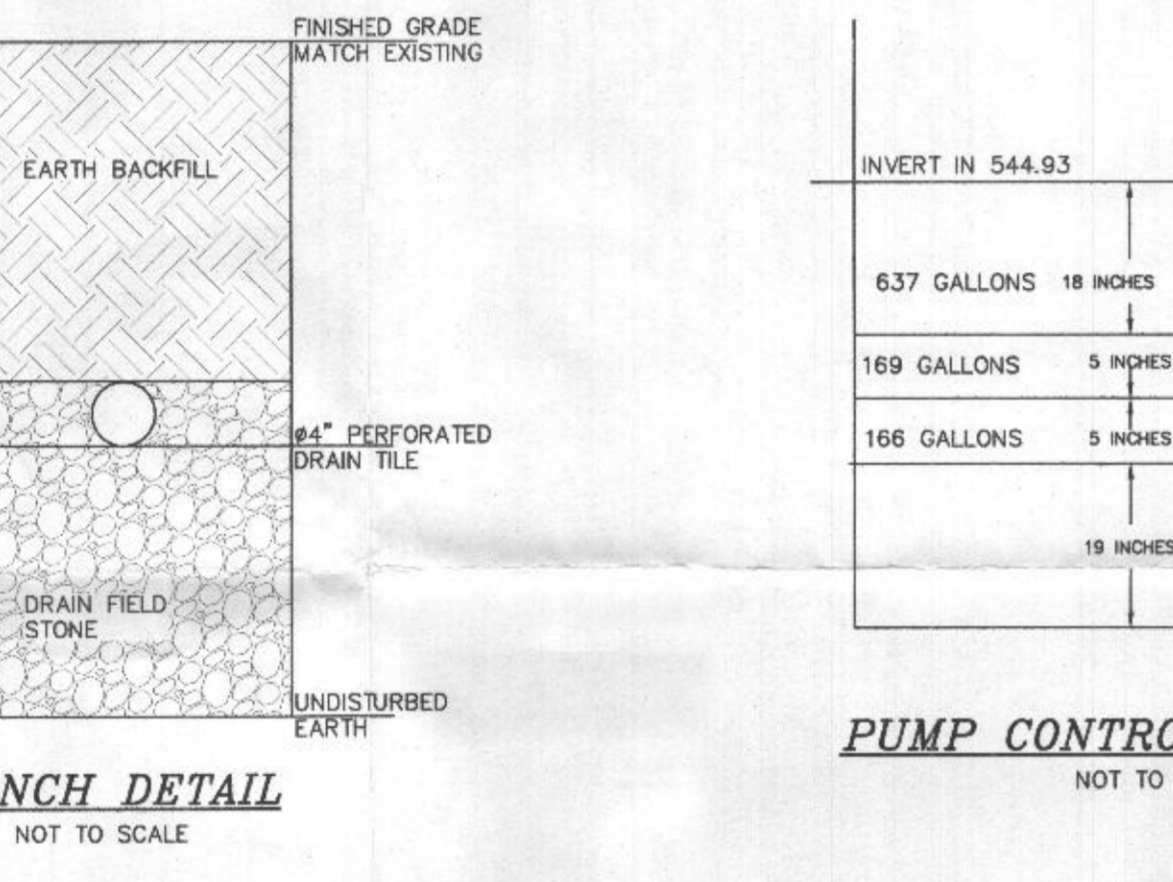 FINISHED GRADE
MATCH EXISTING
EARTH BACKFILL
ø4" PERFORATED
DRAIN TILE
DRAIN FIELD
STONE
UNDISTURBED
EARTH
NCH DETAIL
NOT TO SCALE
INVERT IN 544.93
637 GALLONS 18 INCHES
169 GALLONS 5 INCHES
166 GALLONS 5 INCHES
19 INCHES
PUMP CONTRO
NOT TO